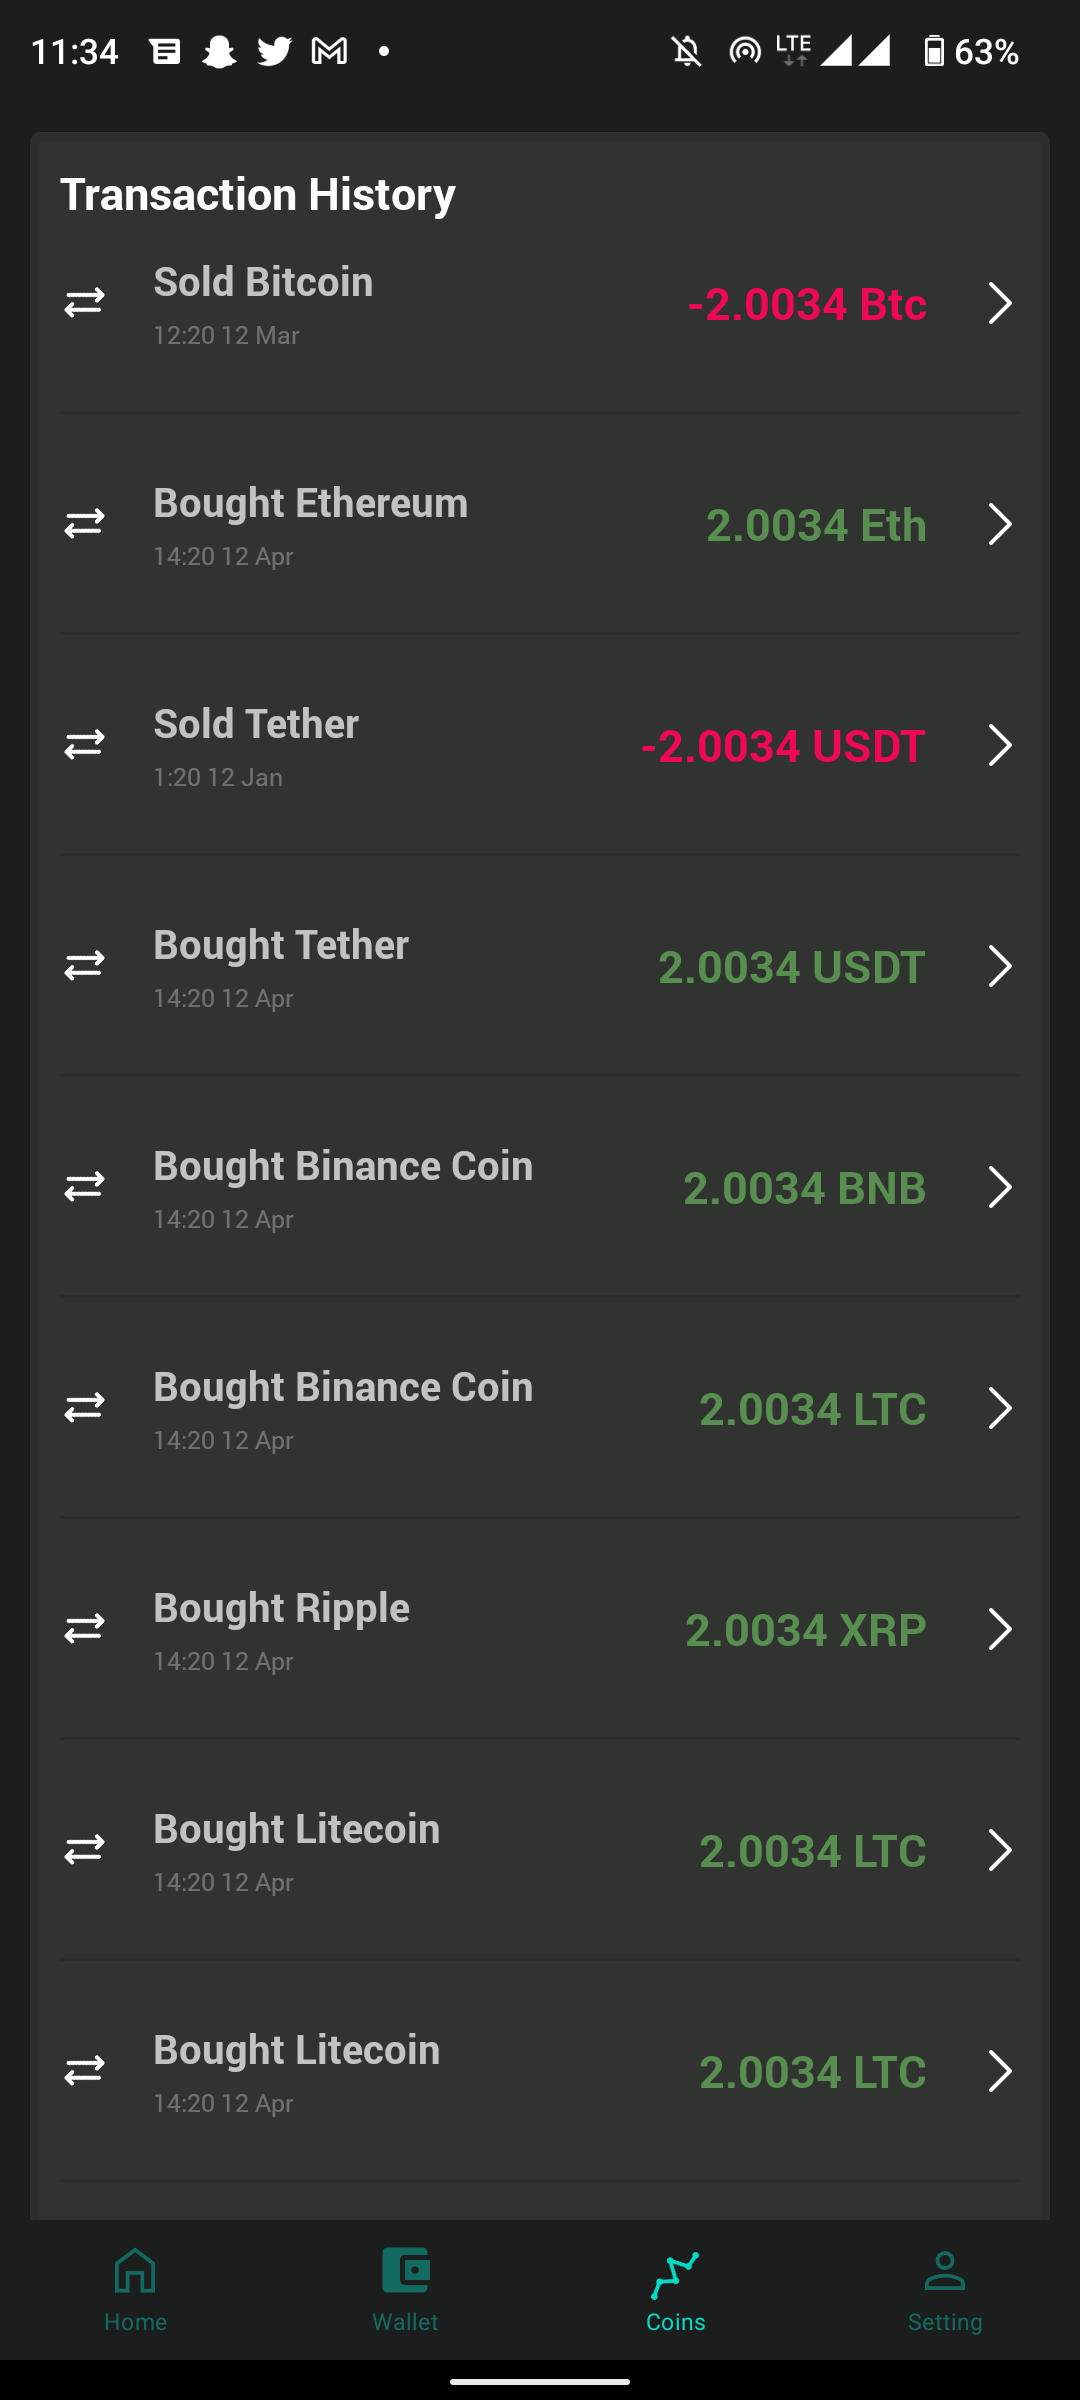 11:34 LTE 63%
Transaction History
Sold Bitcoin
12:20 12 Mar
-2.0034 Btc
Bought Ethereum
14:20 12 Apr
2.0034 Eth
Sold Tether
1:20 12 Jan
-2.0034 USDT
Bought Tether
14:20 12 Apr
2.0034 USDT
Bought Binance Coin
14:20 12 Apr
2.0034 BNB
Bought Binance Coin
14:20 12 Apr
2.0034 LTC
Bought Ripple
14:20 12 Apr
2.0034 XRP
Bought Litecoin
14:20 12 Apr
2.0034 LTC
Bought Litecoin
14:20 12 Apr
2.0034 LTC
Home Wallet Coins Setting